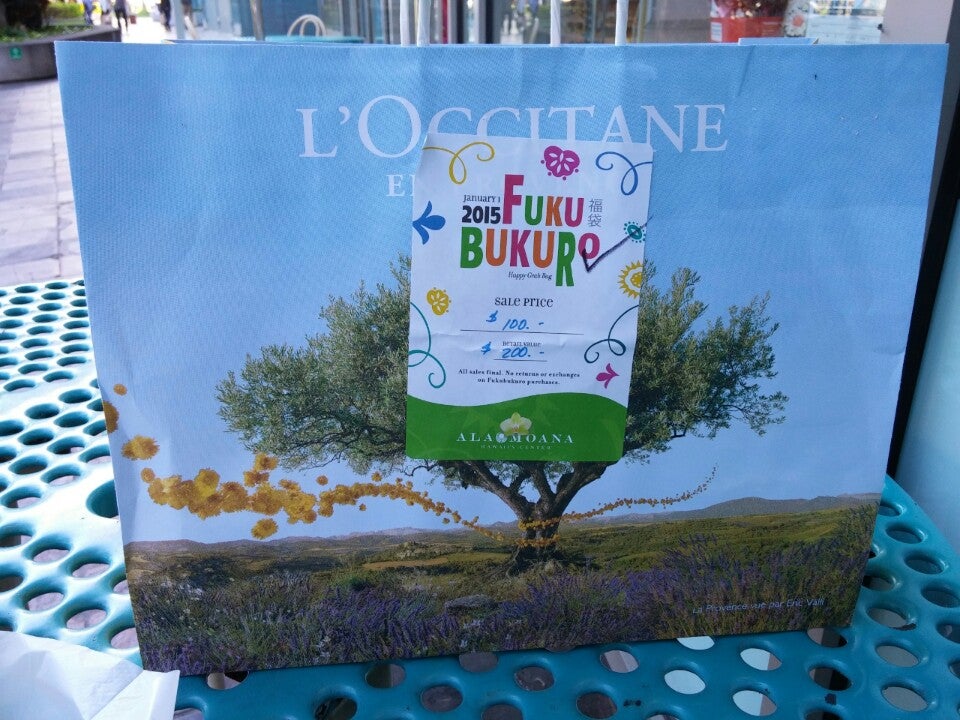 L'OCCITANE
E
January 1
2015 FUKU 福袋
BUKURO
Happy Grab Bag
Sale Price
$ 100.-
Retail Value
$ 200.-
All sales final. No returns or exchanges
on Fukubukuro purchases.
ALA MOANA
HAWAII'S CENTER
La Provence vue par Eric Valli